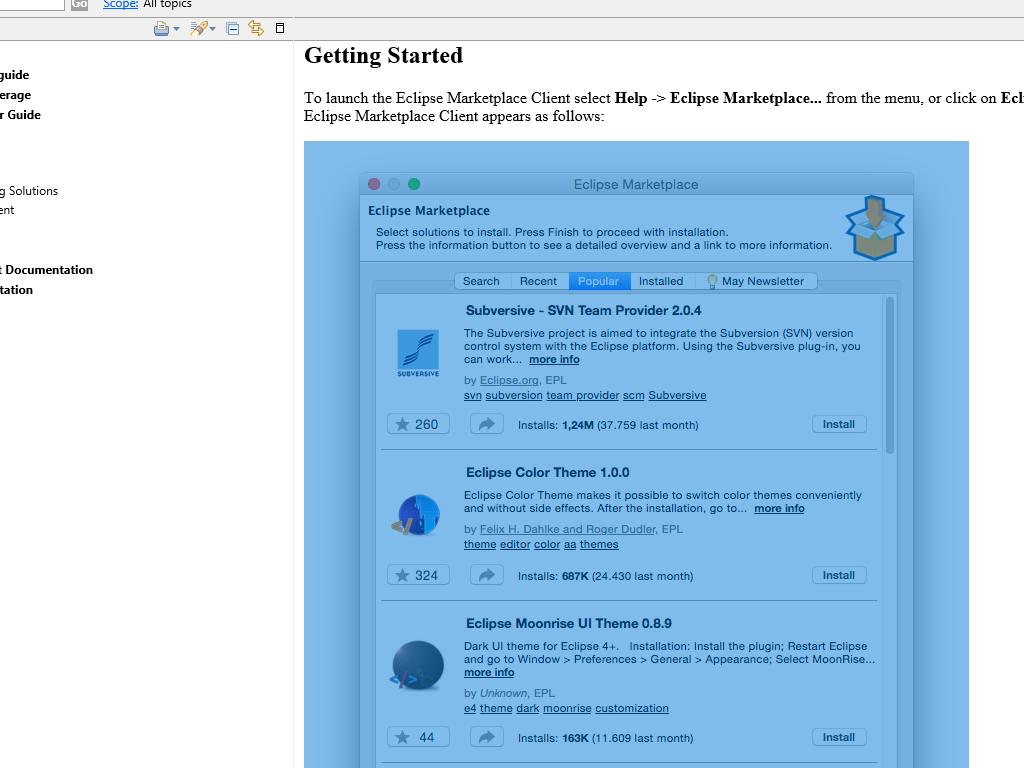 Go Scope: All topics
guide
erage
r Guide
g Solutions
ent
t Documentation
tation
Getting Started
To launch the Eclipse Marketplace Client select Help -> Eclipse Marketplace... from the menu, or click on Ecli
Eclipse Marketplace Client appears as follows:
Eclipse Marketplace
Eclipse Marketplace
Select solutions to install. Press Finish to proceed with installation.
Press the information button to see a detailed overview and a link to more information.
Search Recent Popular Installed May Newsletter
Subversive - SVN Team Provider 2.0.4
The Subversive project is aimed to integrate the Subversion (SVN) version
control system with the Eclipse platform. Using the Subversive plug-in, you
can work... more info
SUBVERSIVE
by Eclipse.org, EPL
svn subversion team provider scm Subversive
260 Installs: 1,24M (37.759 last month) Install
Eclipse Color Theme 1.0.0
Eclipse Color Theme makes it possible to switch color themes conveniently
and without side effects. After the installation, go to... more info
by Felix H. Dahlke and Roger Dudler, EPL
theme editor color aa themes
324 Installs: 687K (24.430 last month) Install
Eclipse Moonrise UI Theme 0.8.9
Dark UI theme for Eclipse 4+. Installation: Install the plugin; Restart Eclipse
and go to Window > Preferences > General > Appearance; Select MoonRise...
more info
by Unknown, EPL
e4 theme dark moonrise customization
44 Installs: 163K (11.609 last month) Install